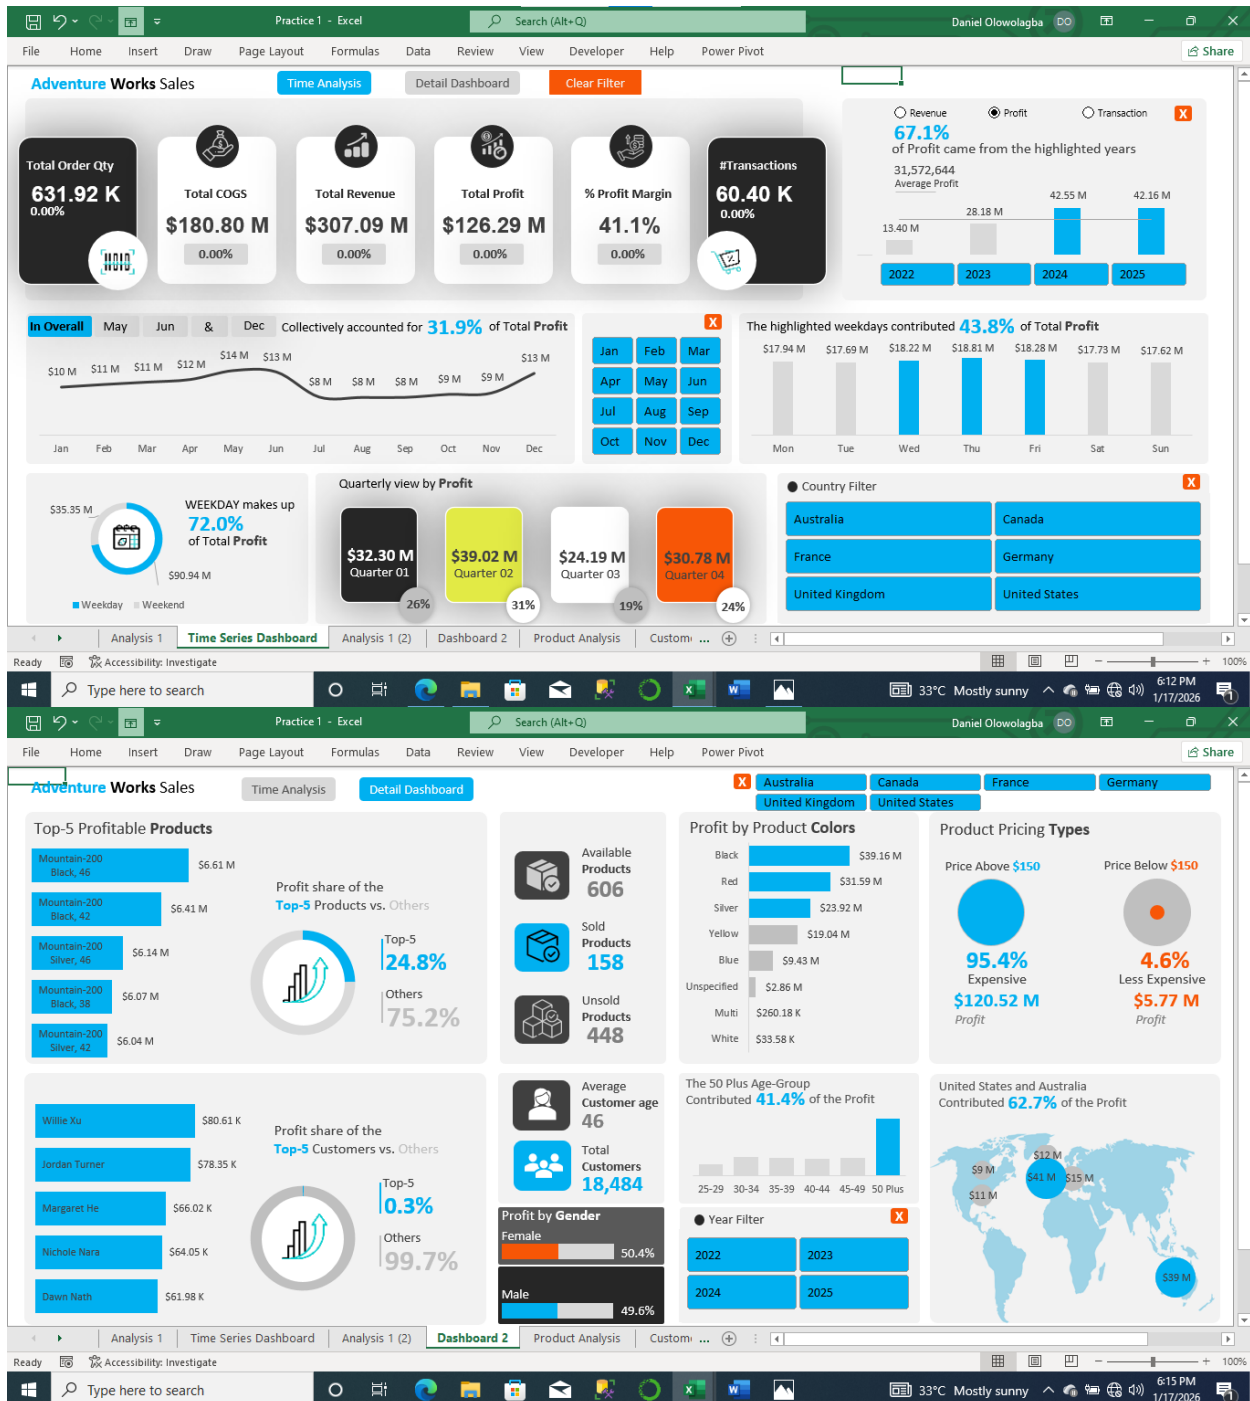 Practice 1 - Excel
Search (Alt+Q)
Daniel Olowolagba DO
File Home Insert Draw Page Layout Formulas Data Review View Developer Help Power Pivot Share
Adventure Works Sales
Time Analysis
Detail Dashboard
Clear Filter
Total Order Qty
631.92 K
0.00%
Total COGS
$180.80 M
0.00%
Total Revenue
$307.09 M
0.00%
Total Profit
$126.29 M
0.00%
% Profit Margin
41.1%
0.00%
#Transactions
60.40 K
0.00%
Revenue Profit Transaction X
67.1%
of Profit came from the highlighted years
31,572,644
Average Profit
13.40 M 28.18 M 42.55 M 42.16 M
2022 2023 2024 2025
In Overall May Jun & Dec Collectively accounted for 31.9% of Total Profit
$10 M $11 M $11 M $12 M $14 M $13 M $8 M $8 M $8 M $9 M $9 M $13 M
Jan Feb Mar Apr May Jun Jul Aug Sep Oct Nov Dec
X
Jan Feb Mar
Apr May Jun
Jul Aug Sep
Oct Nov Dec
The highlighted weekdays contributed 43.8% of Total Profit
$17.94 M $17.69 M $18.22 M $18.81 M $18.28 M $17.73 M $17.62 M
Mon Tue Wed Thu Fri Sat Sun
$35.35 M
WEEKDAY makes up
72.0%
of Total Profit
$90.94 M
Weekday Weekend
Quarterly view by Profit
$32.30 M
Quarter 01
26%
$39.02 M
Quarter 02
31%
$24.19 M
Quarter 03
19%
$30.78 M
Quarter 04
24%
Country Filter X
Australia Canada
France Germany
United Kingdom United States
Analysis 1 Time Series Dashboard Analysis 1 (2) Dashboard 2 Product Analysis Custom ...
Ready Accessibility: Investigate 100%
Type here to search
33°C Mostly sunny
6:12 PM
1/17/2026
1
Practice 1 - Excel
Search (Alt+Q)
Daniel Olowolagba DO
File Home Insert Draw Page Layout Formulas Data Review View Developer Help Power Pivot Share
Adventure Works Sales
Time Analysis
Detail Dashboard
X Australia Canada France Germany
United Kingdom United States
Top-5 Profitable Products
Mountain-200
Black, 46
$6.61 M
Mountain-200
Black, 42
$6.41 M
Mountain-200
Silver, 46
$6.14 M
Mountain-200
Black, 38
$6.07 M
Mountain-200
Silver, 42
$6.04 M
Profit share of the
Top-5 Products vs. Others
Top-5
24.8%
Others
75.2%
Available
Products
606
Sold
Products
158
Unsold
Products
448
Profit by Product Colors
Black $39.16 M
Red $31.59 M
Silver $23.92 M
Yellow $19.04 M
Blue $9.43 M
Unspecified $2.86 M
Multi $260.18 K
White $33.58 K
Product Pricing Types
Price Above $150
95.4%
Expensive
$120.52 M
Profit
Price Below $150
4.6%
Less Expensive
$5.77 M
Profit
Willie Xu $80.61 K
Jordan Turner $78.35 K
Margaret He $66.02 K
Nichole Nara $64.05 K
Dawn Nath $61.98 K
Profit share of the
Top-5 Customers vs. Others
Top-5
0.3%
Others
99.7%
Average
Customer age
46
Total
Customers
18,484
Profit by Gender
Female
50.4%
Male
49.6%
The 50 Plus Age-Group
Contributed 41.4% of the Profit
25-29 30-34 35-39 40-44 45-49 50 Plus
Year Filter X
2022 2023
2024 2025
United States and Australia
Contributed 62.7% of the Profit
$12 M
$9 M
$41 M
$15 M
$11 M
$39 M
Analysis 1 Time Series Dashboard Analysis 1 (2) Dashboard 2 Product Analysis Custom ...
Ready Accessibility: Investigate 100%
Type here to search
33°C Mostly sunny
6:15 PM
1/17/2026
1